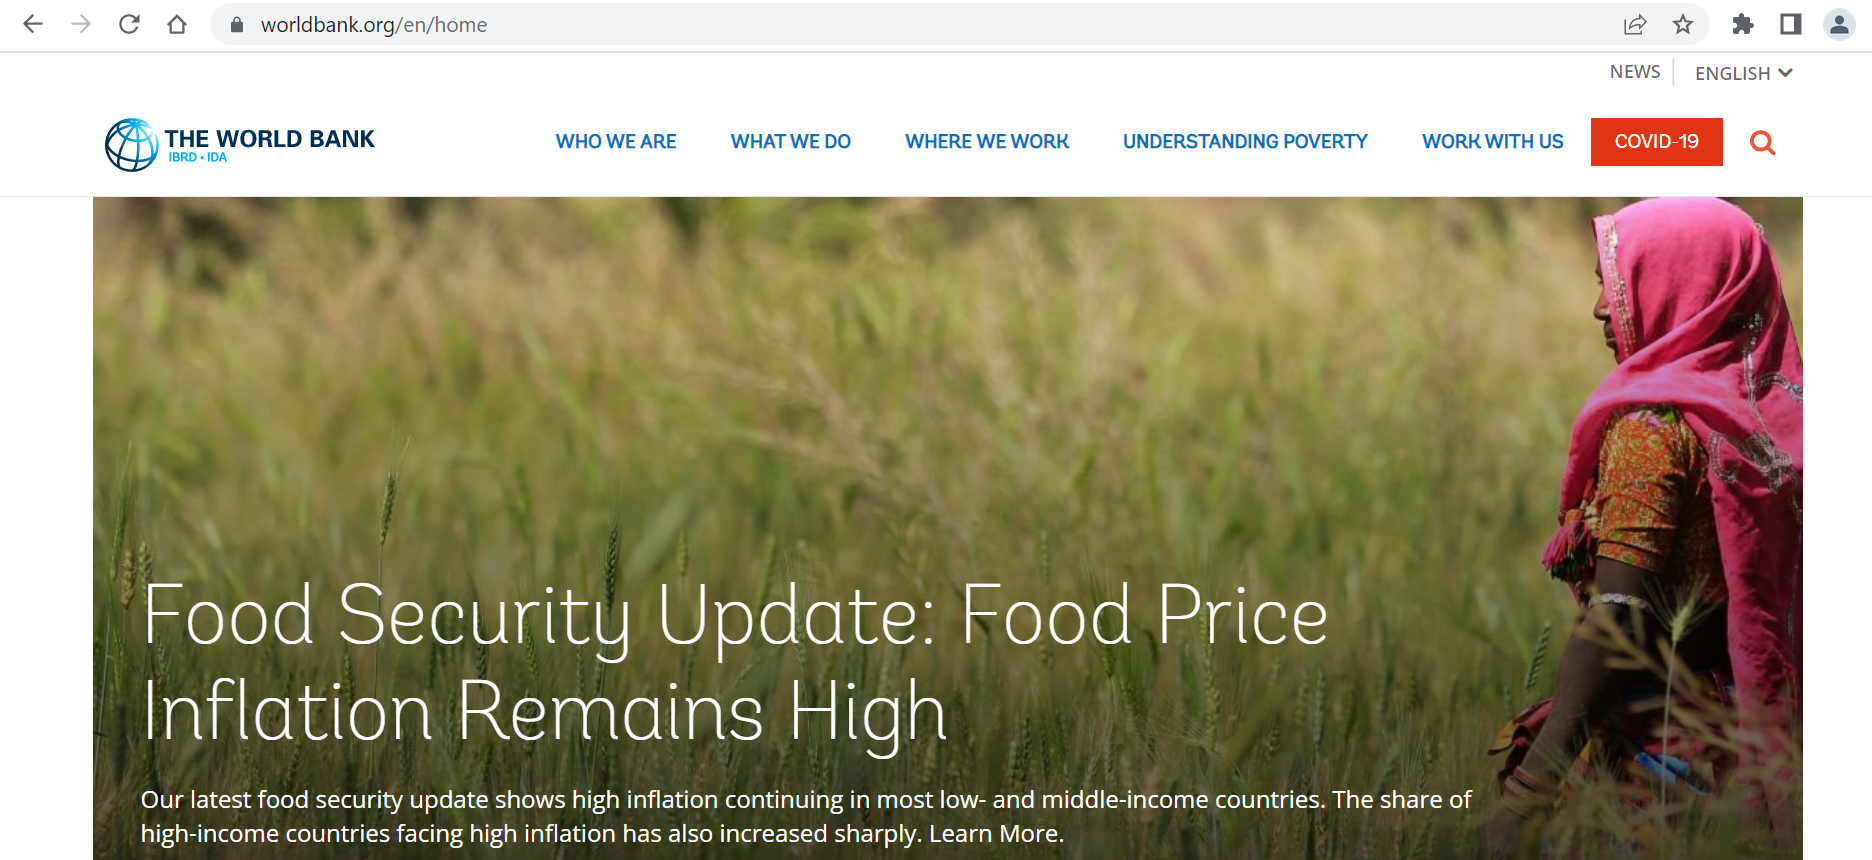 worldbank.org/en/home
NEWS
ENGLISH
THE WORLD BANK
IBRD • IDA
WHO WE ARE
WHAT WE DO
WHERE WE WORK
UNDERSTANDING POVERTY
WORK WITH US
COVID-19
Food Security Update: Food Price
Inflation Remains High
Our latest food security update shows high inflation continuing in most low- and middle-income countries. The share of
high-income countries facing high inflation has also increased sharply. Learn More.